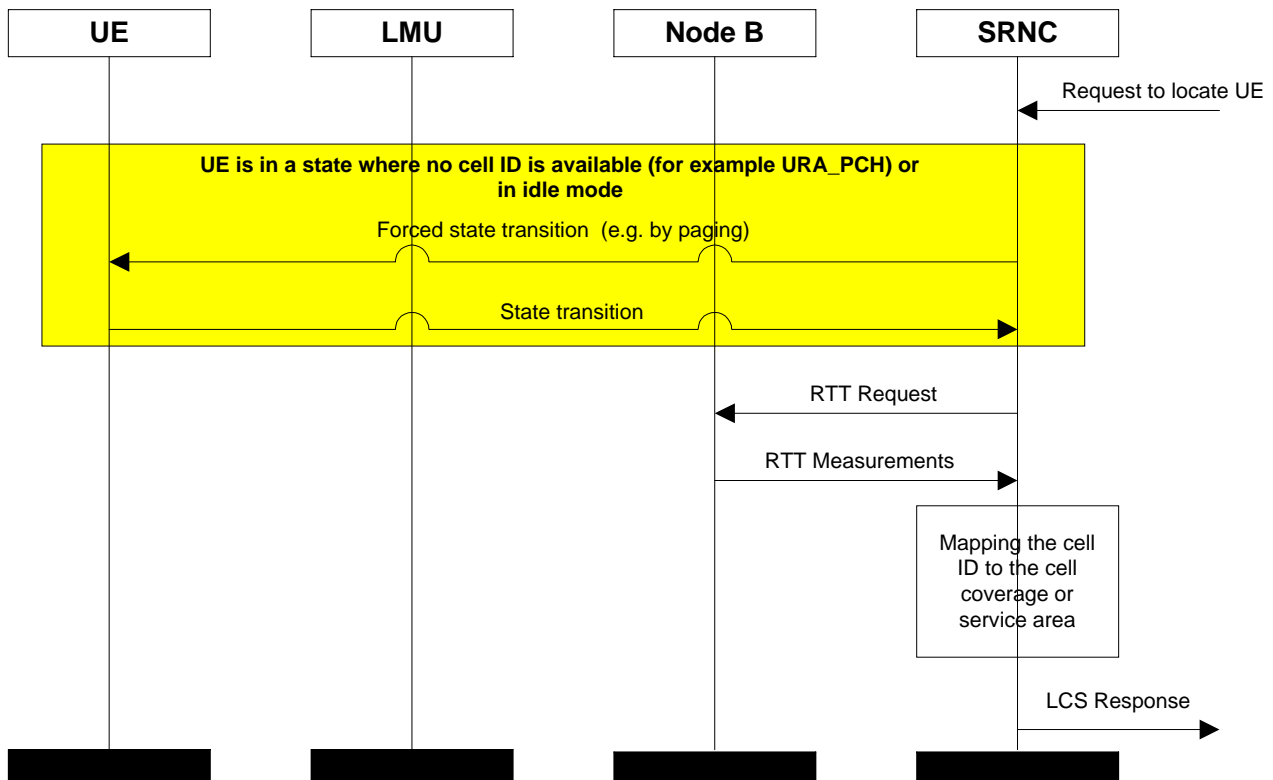 UE
LMU
Node B
SRNC
Request to locate UE
UE is in a state where no cell ID is available (for example URA_PCH) or
in idle mode
Forced state transition (e.g. by paging)
State transition
RTT Request
RTT Measurements
Mapping the cell
ID to the cell
coverage or
service area
LCS Response